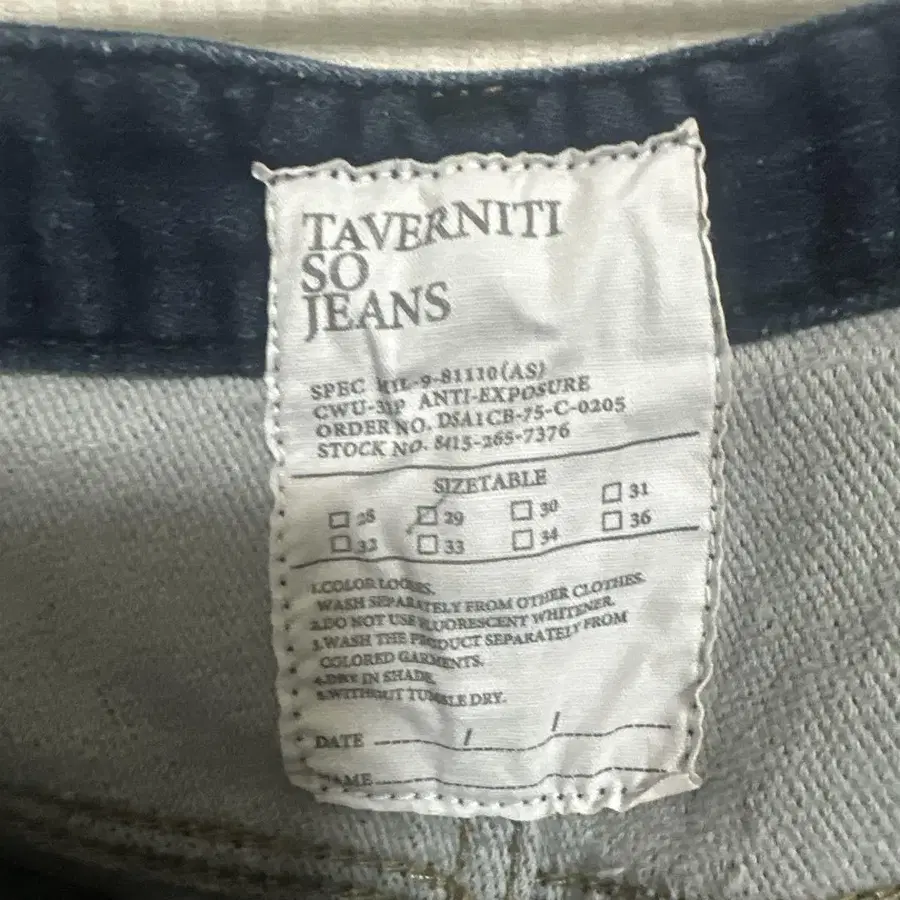 TAVERNITI
SO
JEANS
SPEC MIL-9-81110(AS)
CWU-31P ANTI-EXPOSURE
ORDER NO. DSA1CB-75-C-0205
STOCK NO. 8415-265-7376
SIZETABLE
28 29 30 31
32 33 34 36
1.COLOR LOOSES.
WASH SEPARATELY FROM OTHER CLOTHES.
2.DO NOT USE FLUORESCENT WHITENER.
3.WASH THE PRODUCT SEPARATELY FROM
COLORED GARMENTS.
4.DRY IN SHADE.
5.WITHOUT TUMBLE DRY.
DATE / /
NAME